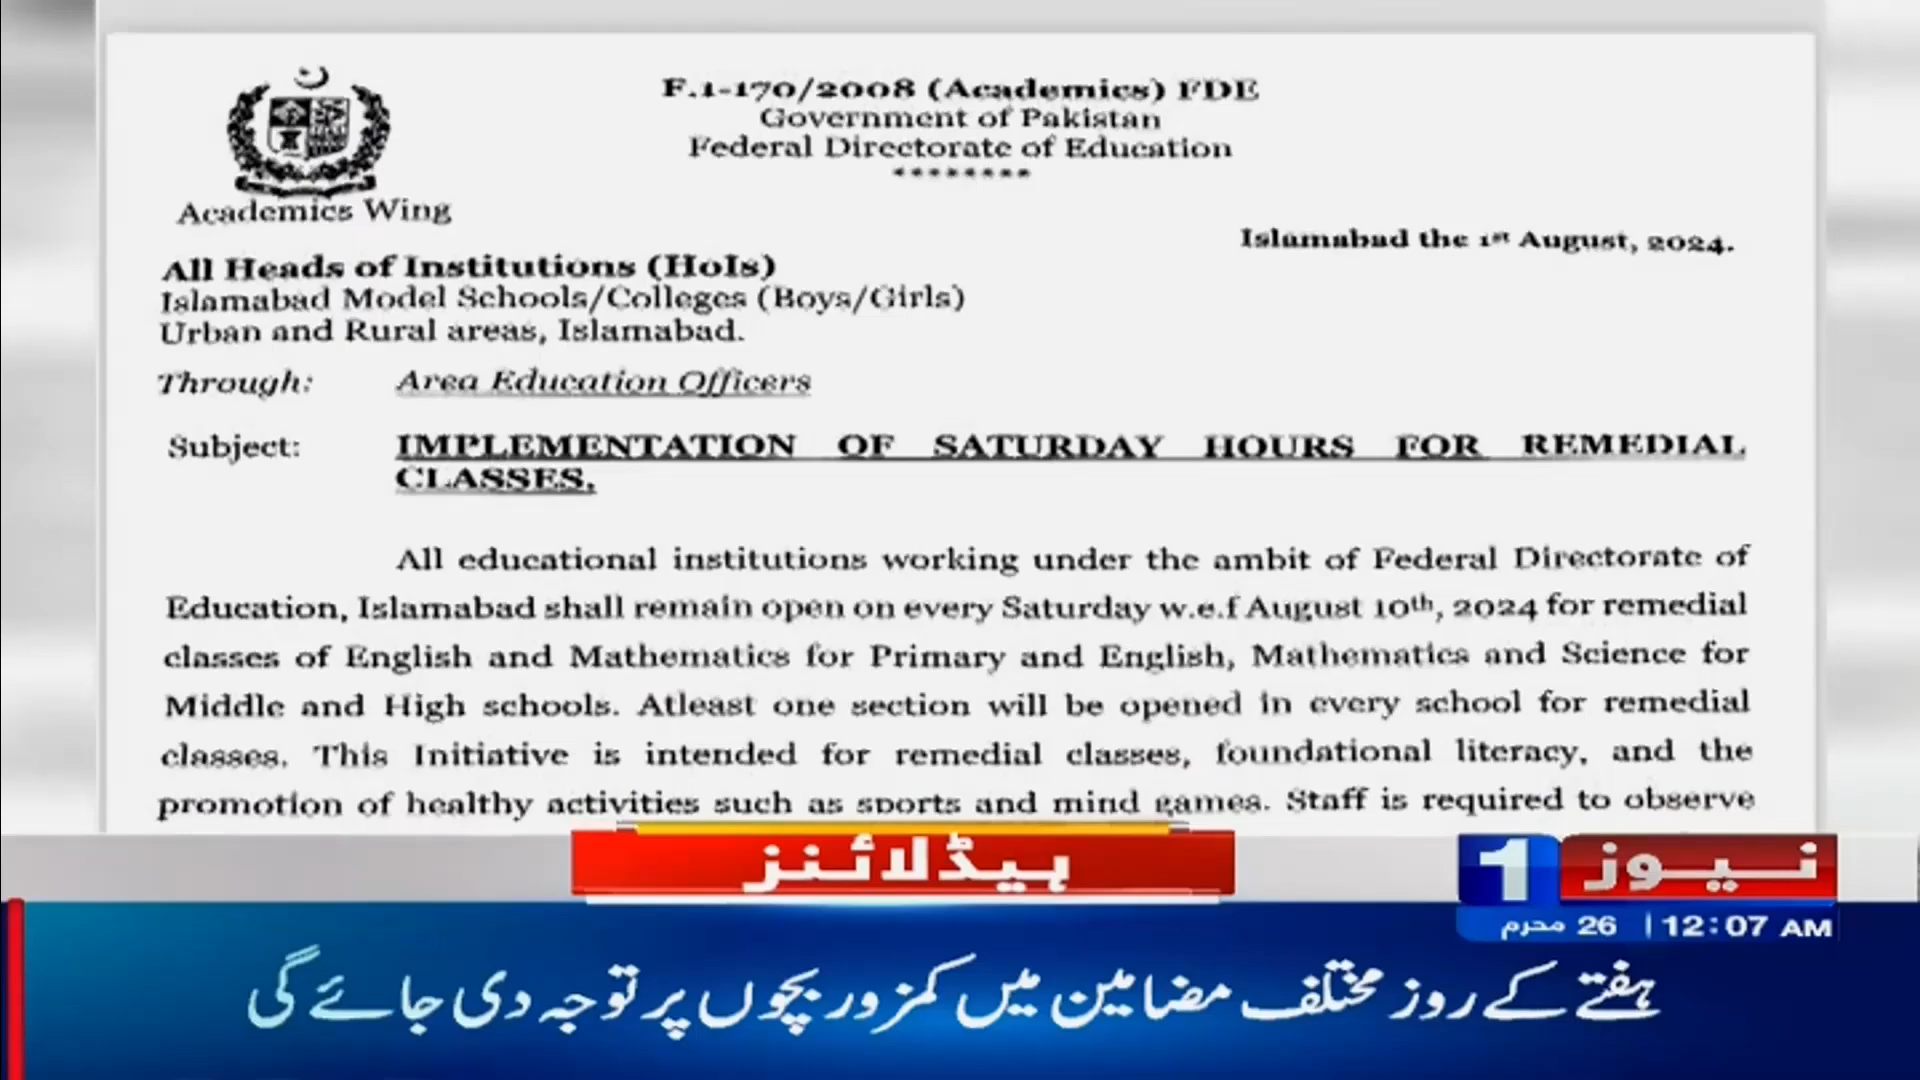 F.1-170/2008 (Academics) FDE
Government of Pakistan
Federal Directorate of Education
********
Academics Wing
Islamabad the 1st August, 2024.
All Heads of Institutions (HoIs)
Islamabad Model Schools/Colleges (Boys/Girls)
Urban and Rural areas, Islamabad.
Through: Area Education Officers
Subject: IMPLEMENTATION OF SATURDAY HOURS FOR REMEDIAL
CLASSES.
All educational institutions working under the ambit of Federal Directorate of
Education, Islamabad shall remain open on every Saturday w.e.f August 10th, 2024 for remedial
classes of English and Mathematics for Primary and English, Mathematics and Science for
Middle and High schools. Atleast one section will be opened in every school for remedial
classes. This Initiative is intended for remedial classes, foundational literacy, and the
promotion of healthy activities such as sports and mind games. Staff is required to observe
ہیڈلائنز
نیوز 1
26 محرم | 12:07 AM
ہفتے کے روز مختلف مضامین میں کمزور بچوں پر توجہ دی جائے گی